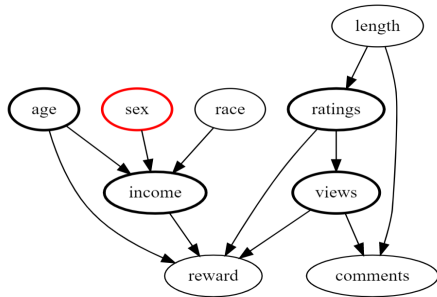 length
age sex race ratings
income views
reward comments